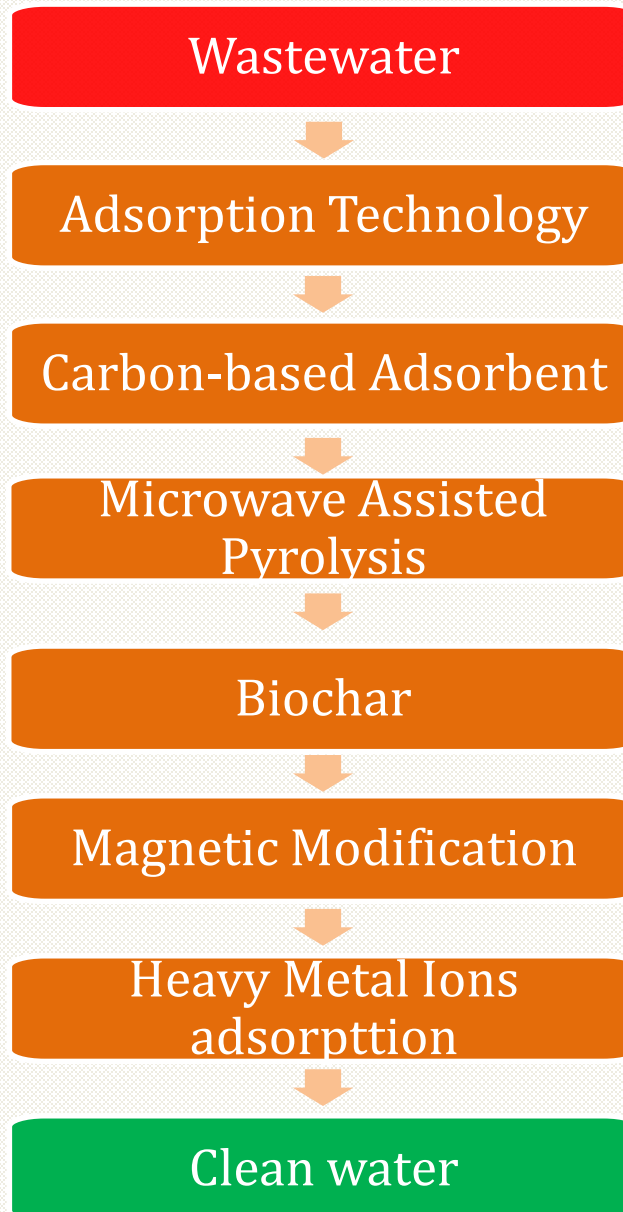 Wastewater
Adsorption Technology
Carbon-based Adsorbent
Microwave Assisted
Pyrolysis
Biochar
Magnetic Modification
Heavy Metal Ions
adsorpttion
Clean water